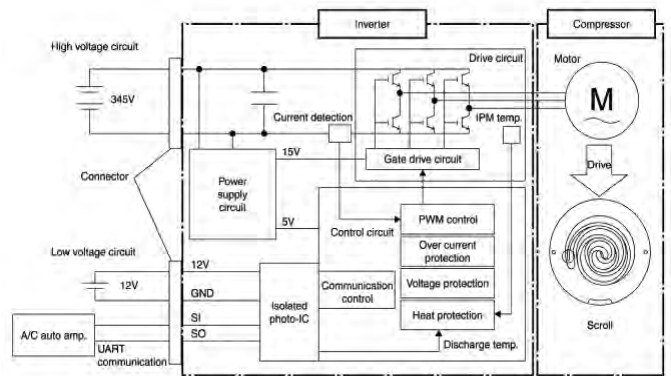 Inverter
Compressor
High voltage circuit
345V
Drive circuit
Motor
M
Current detection
IPM temp.
15V
Gate drive circuit
Connector
Power
supply
circuit
Drive
5V
Control circuit
PWM control
Over current
protection
Low voltage circuit
12V
12V
Voltage protection
Communication
control
GND
Isolated
photo-IC
Heat protection
SI
SO
A/C auto amp.
UART
communication
Discharge temp.
Scroll